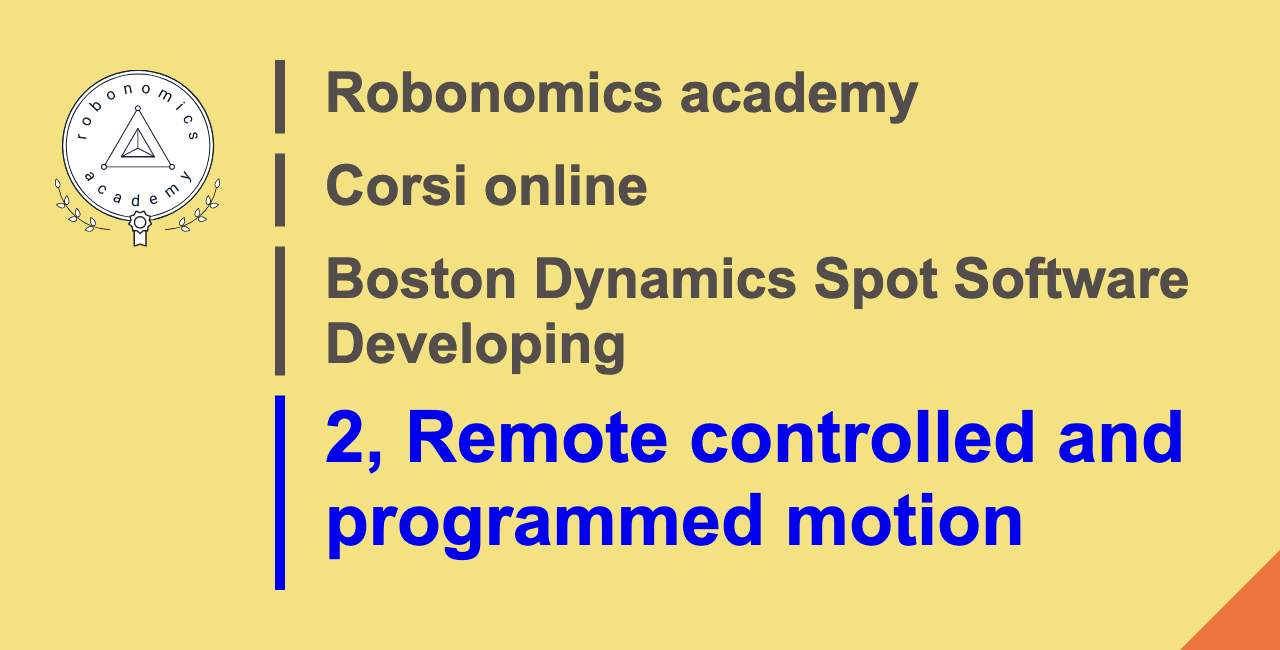 robonomics
academy
Robonomics academy
Corsi online
Boston Dynamics Spot Software
Developing
2, Remote controlled and
programmed motion